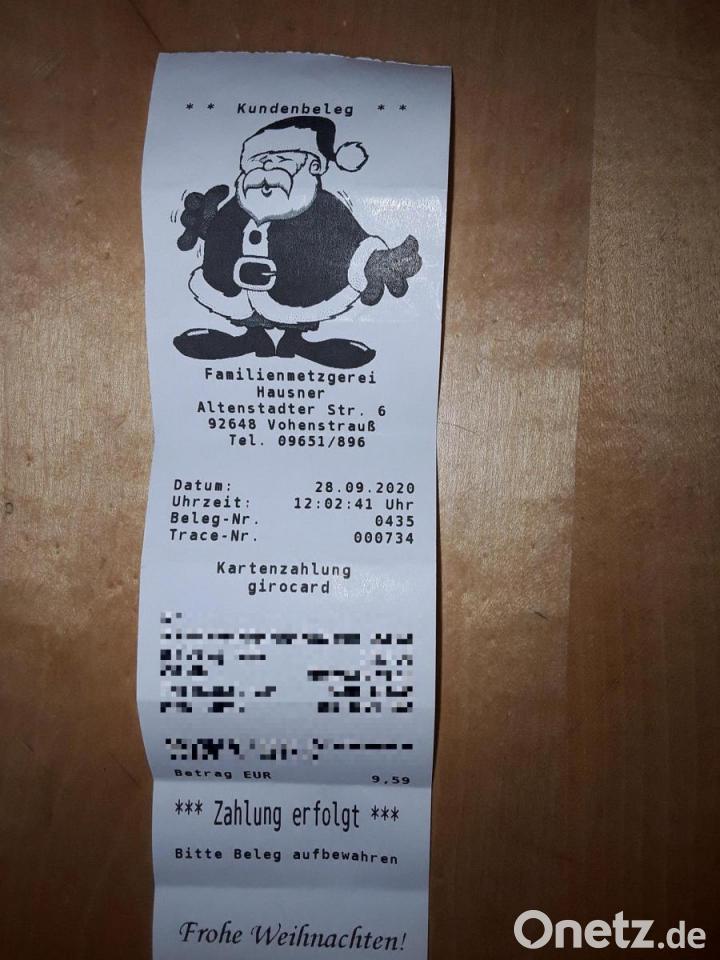 * * Kundenbeleg * *
Familienmetzgerei
Hausner
Altenstadter Str. 6
92648 Vohenstrauß
Tel. 09651/896
Datum: 28.09.2020
Uhrzeit: 12:02:41 Uhr
Beleg-Nr. 0435
Trace-Nr. 000734
Kartenzahlung
girocard
Betrag EUR 9,59
*** Zahlung erfolgt ***
Bitte Beleg aufbewahren
Frohe Weihnachten!
Onetz.de